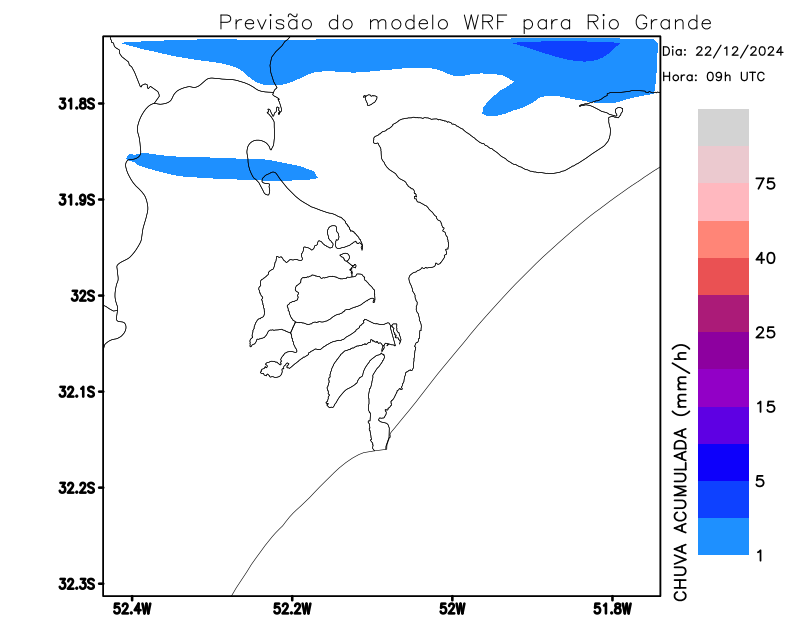 Previsão do modelo WRF para Rio Grande
Dia: 22/12/2024
Hora: 09h UTC
31.8S
31.9S
32S
32.1S
32.2S
32.3S
52.4W
52.2W
52W
51.8W
75
40
25
15
5
1
CHUVA ACUMULADA (mm/h)